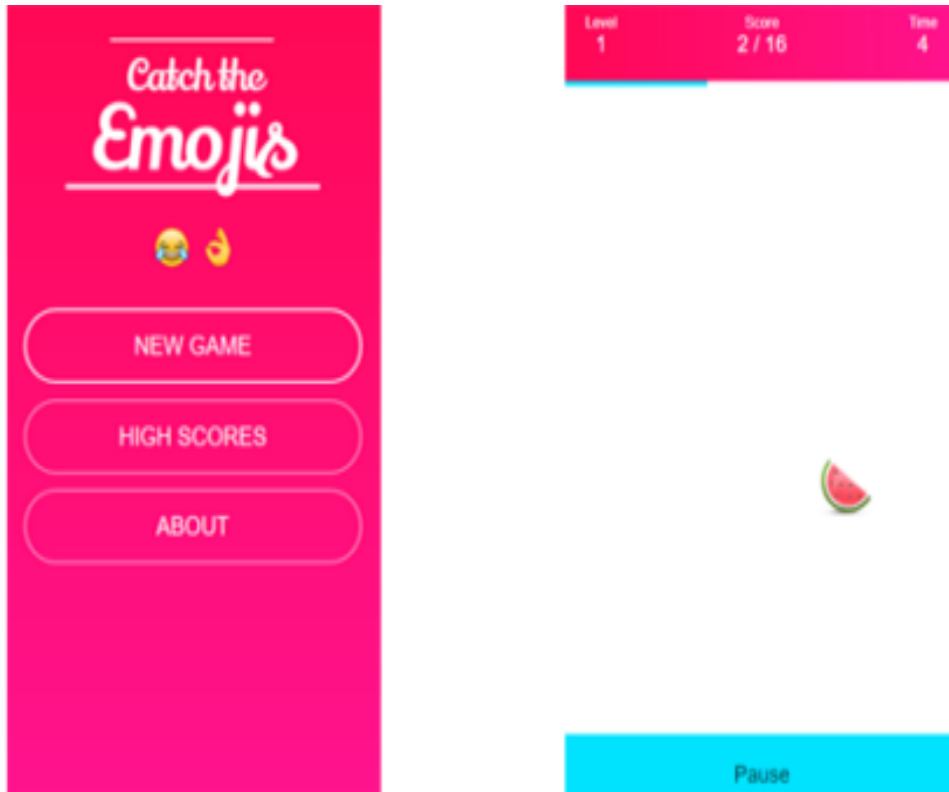 Catch the
Emojis
NEW GAME
HIGH SCORES
ABOUT
Level Score Time
1 2 / 16 4
Pause